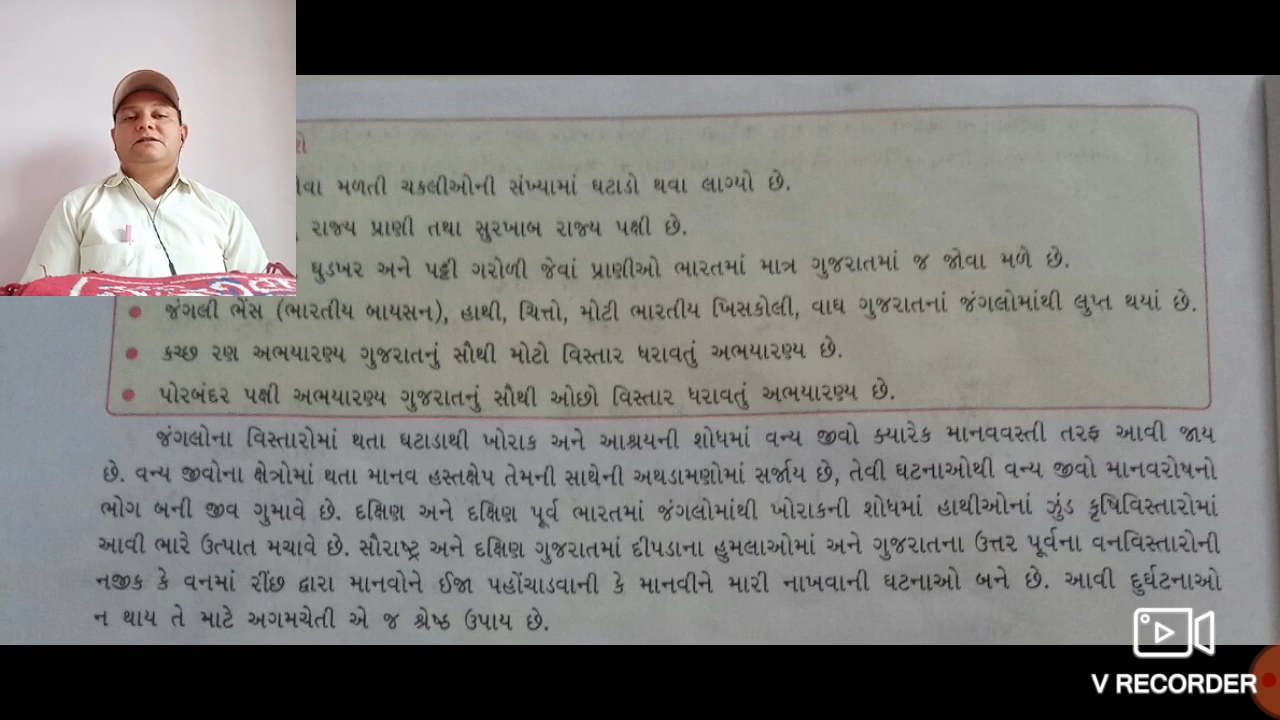 મળતી ચકલીઓની સંખ્યામાં ઘટાડો થવા લાગ્યો છે.
રાજ્ય પ્રાણી તથા સુરખાબ રાજ્ય પક્ષી છે.
ઘુડખર અને પટ્ટી ગરોળી જેવાં પ્રાણીઓ ભારતમાં માત્ર ગુજરાતમાં જ જોવા મળે છે.
• જંગલી ભેંસ (ભારતીય બાયસન), હાથી, ચિત્તો, મોટી ભારતીય ખિસકોલી, વાઘ ગુજરાતનાં જંગલોમાંથી લુપ્ત થયાં છે.
• કચ્છ રણ અભયારણ્ય ગુજરાતનું સૌથી મોટો વિસ્તાર ધરાવતું અભયારણ્ય છે.
• પોરબંદર પક્ષી અભયારણ્ય ગુજરાતનું સૌથી ઓછો વિસ્તાર ધરાવતું અભયારણ્ય છે.
જંગલોના વિસ્તારોમાં થતા ઘટાડાથી ખોરાક અને આશ્રયની શોધમાં વન્ય જીવો ક્યારેક માનવવસ્તી તરફ આવી જાય
છે. વન્ય જીવોના ક્ષેત્રોમાં થતા માનવ હસ્તક્ષેપ તેમની સાથેની અથડામણોમાં સર્જાય છે, તેવી ઘટનાઓથી વન્ય જીવો માનવરોષનો
ભોગ બની જીવ ગુમાવે છે. દક્ષિણ અને દક્ષિણ પૂર્વ ભારતમાં જંગલોમાંથી ખોરાકની શોધમાં હાથીઓનાં ઝુંડ કૃષિવિસ્તારોમાં
આવી ભારે ઉત્પાત મચાવે છે. સૌરાષ્ટ્ર અને દક્ષિણ ગુજરાતમાં દીપડાના હુમલાઓમાં અને ગુજરાતના ઉત્તર પૂર્વના વનવિસ્તારોની
નજીક કે વનમાં રીંછ દ્વારા માનવોને ઈજા પહોંચાડવાની કે માનવીને મારી નાખવાની ઘટનાઓ બને છે. આવી દુર્ઘટનાઓ
ન થાય તે માટે અગમચેતી એ જ શ્રેષ્ઠ ઉપાય છે.
V RECORDER